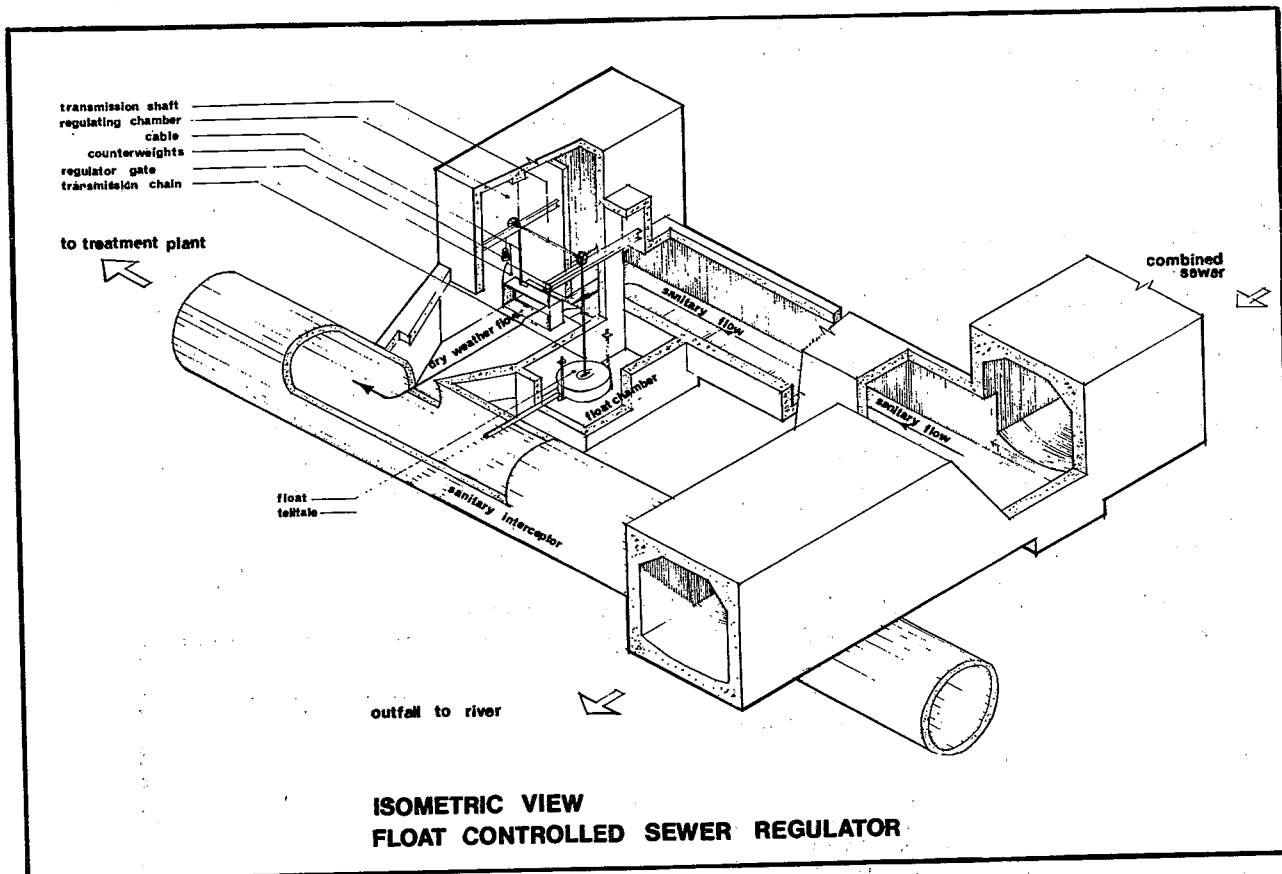 transmission shaft
regulating chamber
cable
counterweights
regulator gate
transmission chain
to treatment plant
combined
sewer
sanitary flow
dry weather flow
float chamber
sanitary flow
float
telltale
sanitary interceptor
outfall to river
ISOMETRIC VIEW
FLOAT CONTROLLED SEWER REGULATOR